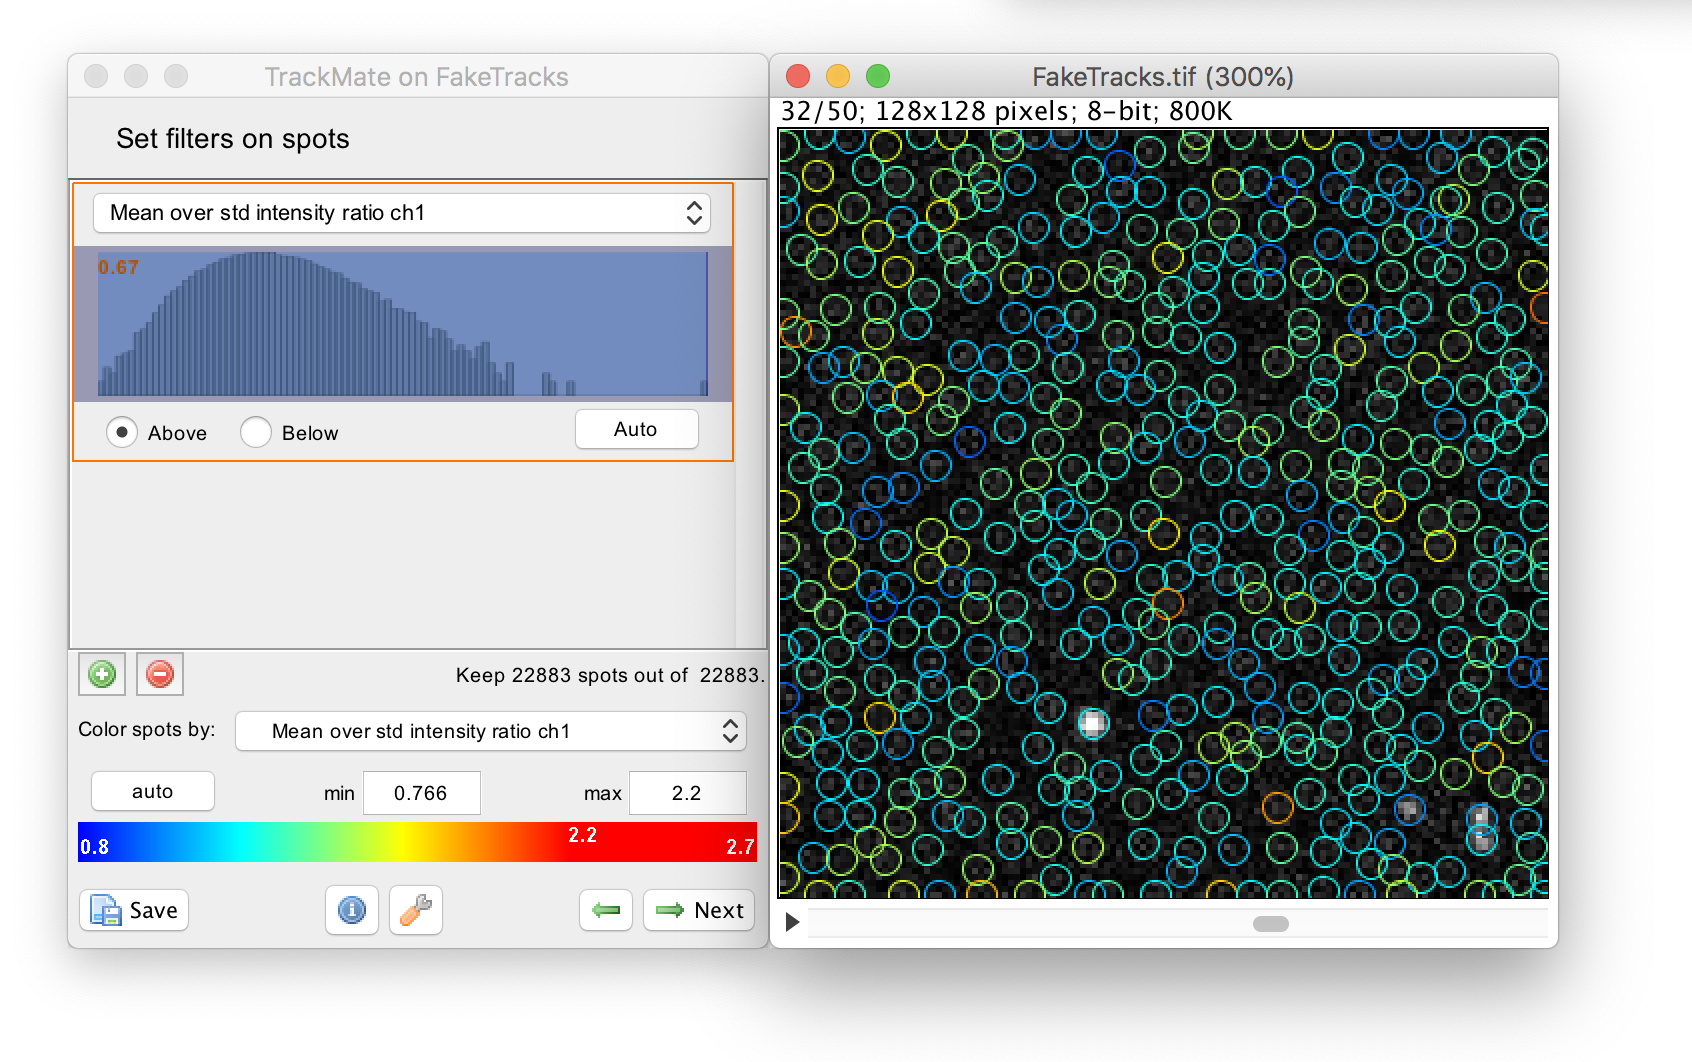 TrackMate on FakeTracks
Set filters on spots
Mean over std intensity ratio ch1
0.67
Above
Below
Auto
Keep 22883 spots out of  22883.
Color spots by:
Mean over std intensity ratio ch1
auto
min
0.766
max
2.2
0.8
2.2
2.7
Save
Next
FakeTracks.tif (300%)
32/50; 128x128 pixels; 8-bit; 800K